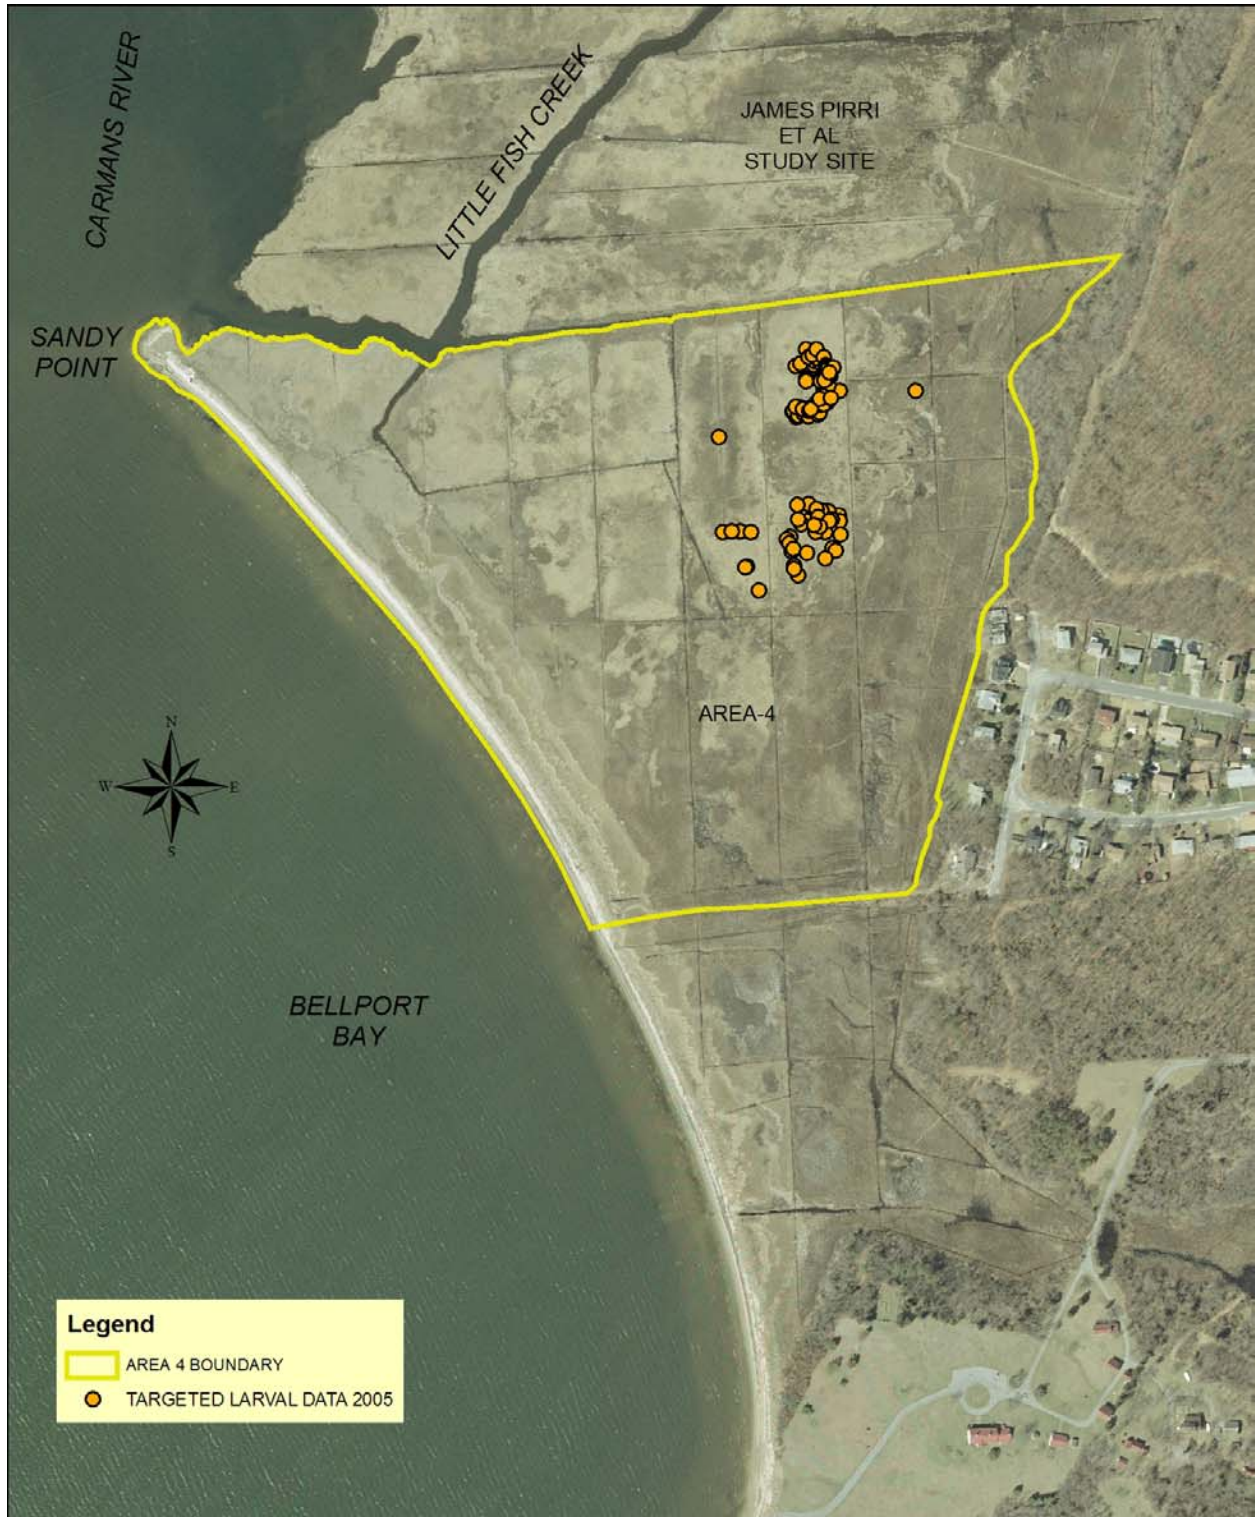 CARMANS RIVER
LITTLE FISH CREEK
JAMES PIRRI
ET AL
STUDY SITE
SANDY
POINT
AREA-4
N
W
E
S
BELLPORT
BAY
Legend
AREA 4 BOUNDARY
TARGETED LARVAL DATA 2005